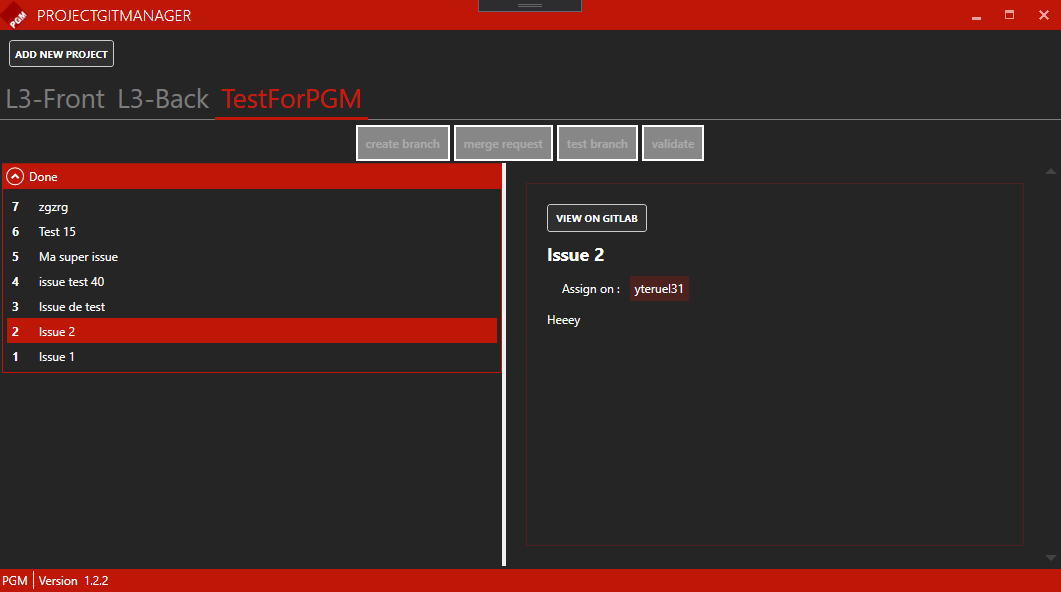 PGM PROJECTGITMANAGER
ADD NEW PROJECT
L3-Front L3-Back TestForPGM
create branch merge request test branch validate
Done
7 zgzrg
6 Test 15
5 Ma super issue
4 issue test 40
3 Issue de test
2 Issue 2
1 Issue 1
VIEW ON GITLAB
Issue 2
Assign on : yteruel31
Heeey
PGM Version 1.2.2